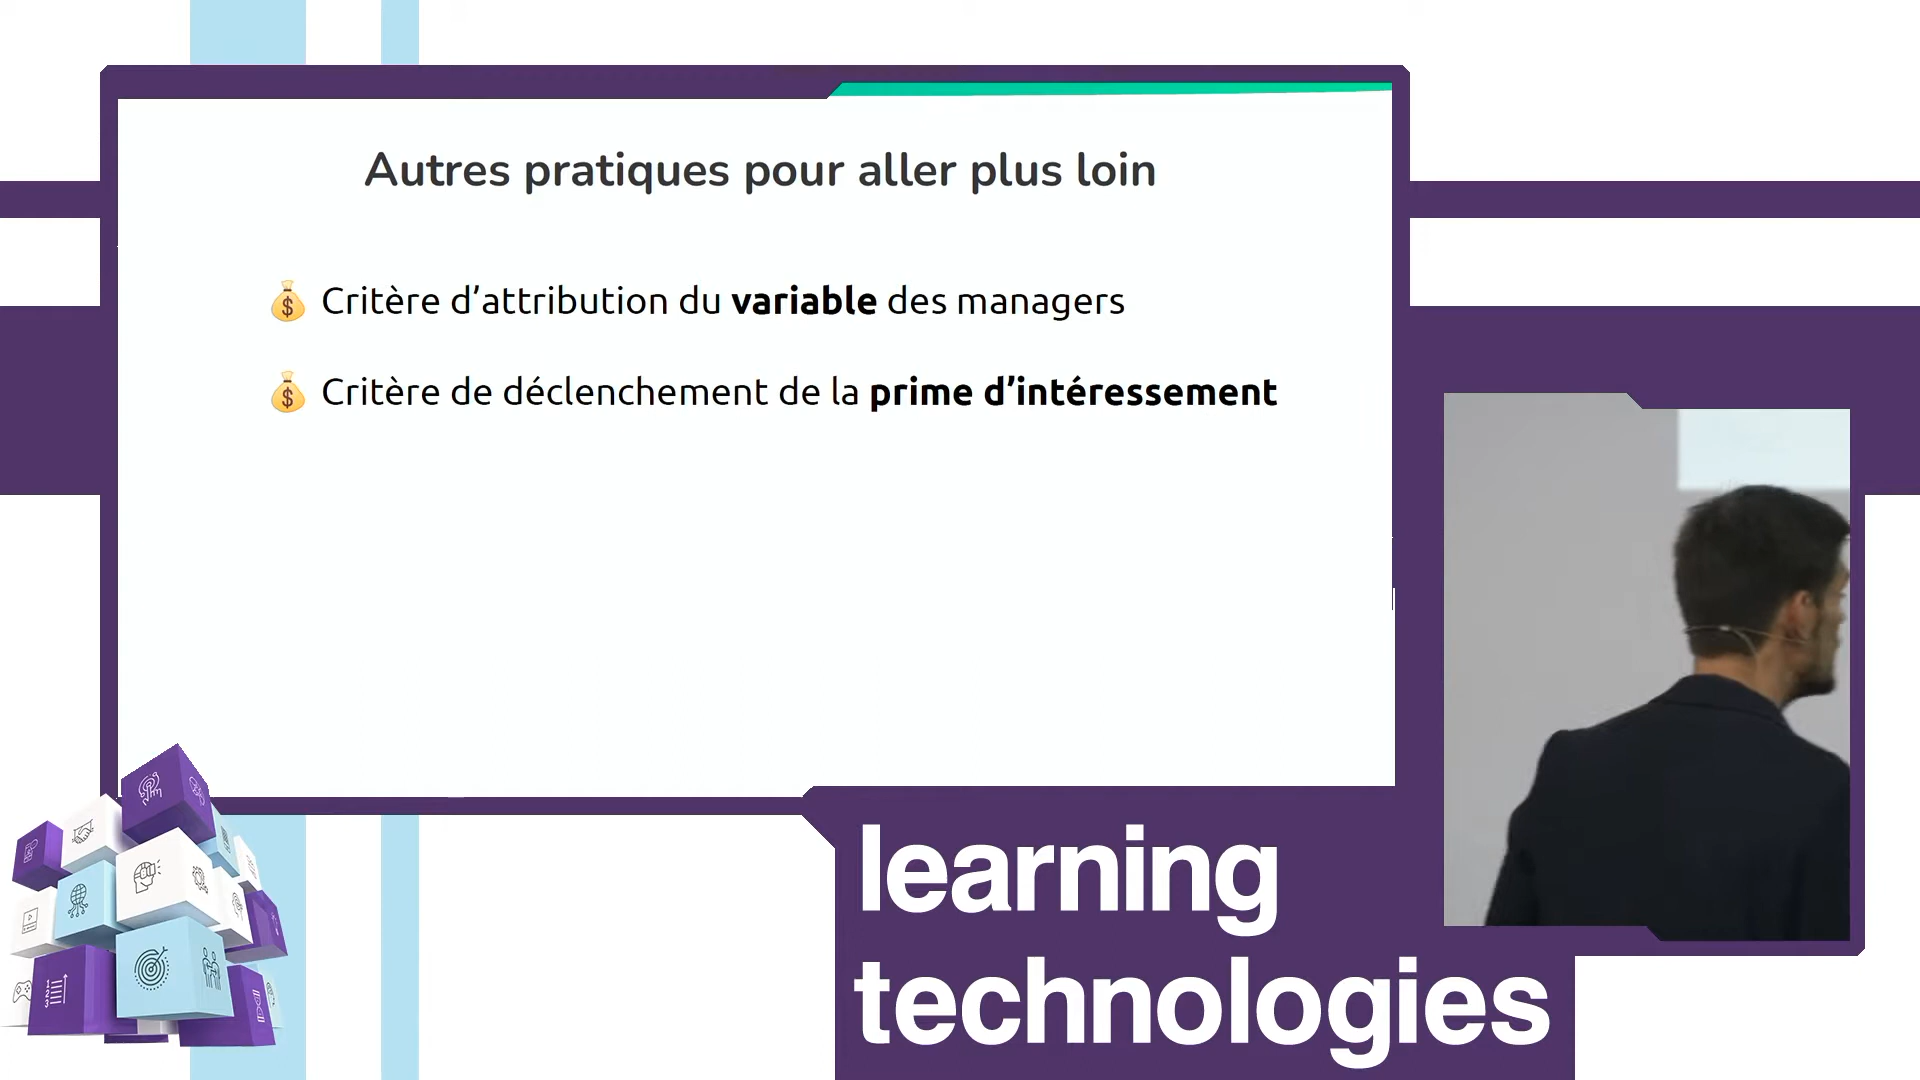 Autres pratiques pour aller plus loin
💰 Critère d’attribution du variable des managers
💰 Critère de déclenchement de la prime d’intéressement
learning
technologies